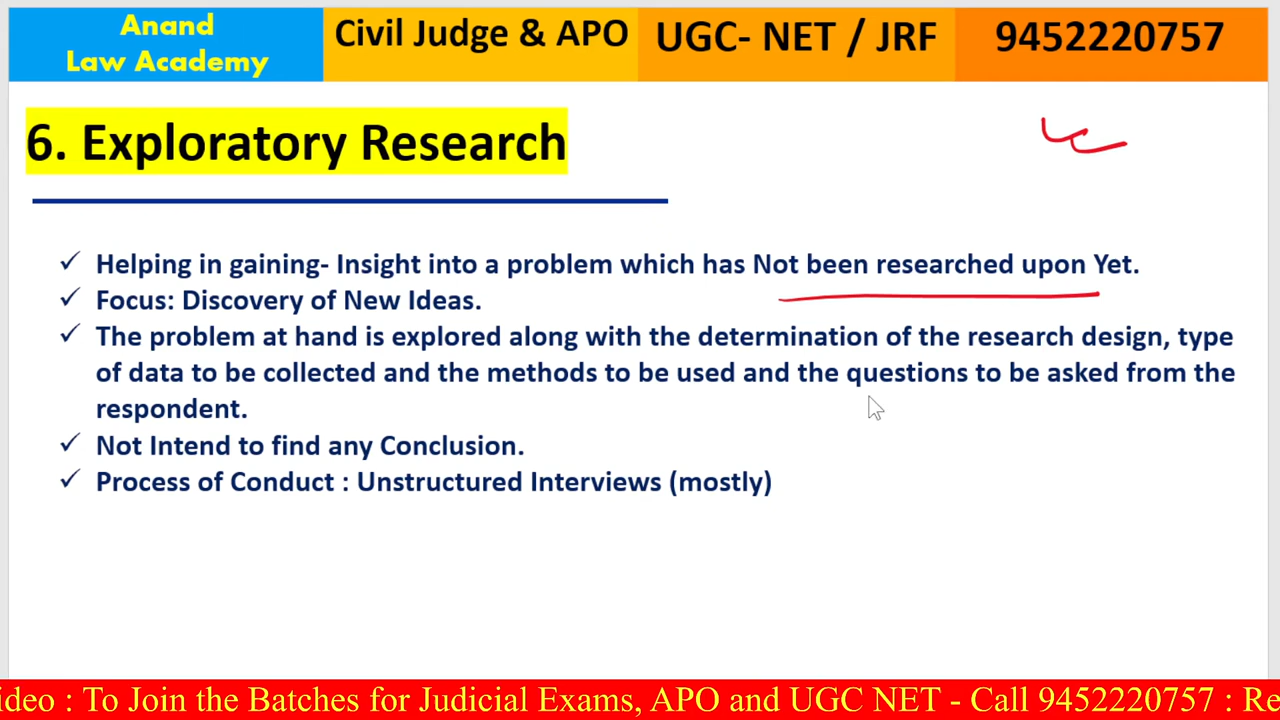 Anand
Law Academy
Civil Judge & APO
UGC- NET / JRF
9452220757
6. Exploratory Research
✓ Helping in gaining- Insight into a problem which has Not been researched upon Yet.
✓ Focus: Discovery of New Ideas.
✓ The problem at hand is explored along with the determination of the research design, type
of data to be collected and the methods to be used and the questions to be asked from the
respondent.
✓ Not Intend to find any Conclusion.
✓ Process of Conduct : Unstructured Interviews (mostly)
ideo : To Join the Batches for Judicial Exams, APO and UGC NET - Call 9452220757 : Re